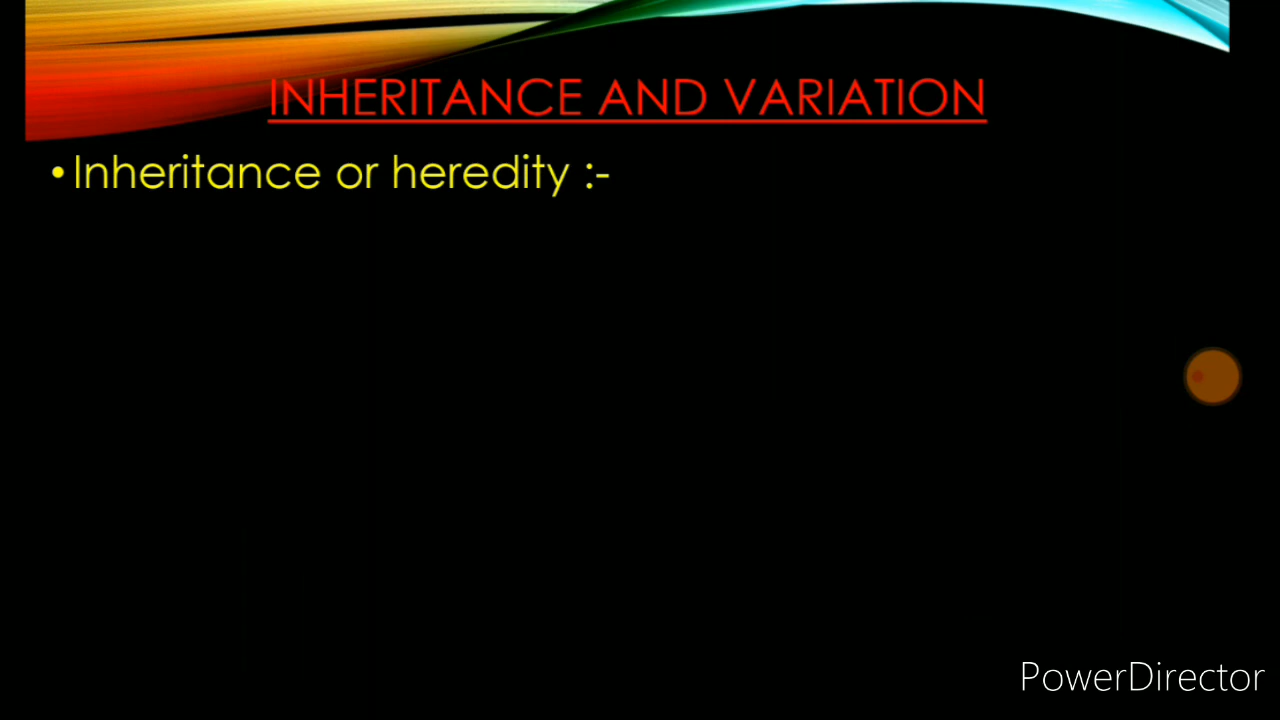 INHERITANCE AND VARIATION
• Inheritance or heredity :-
PowerDirector